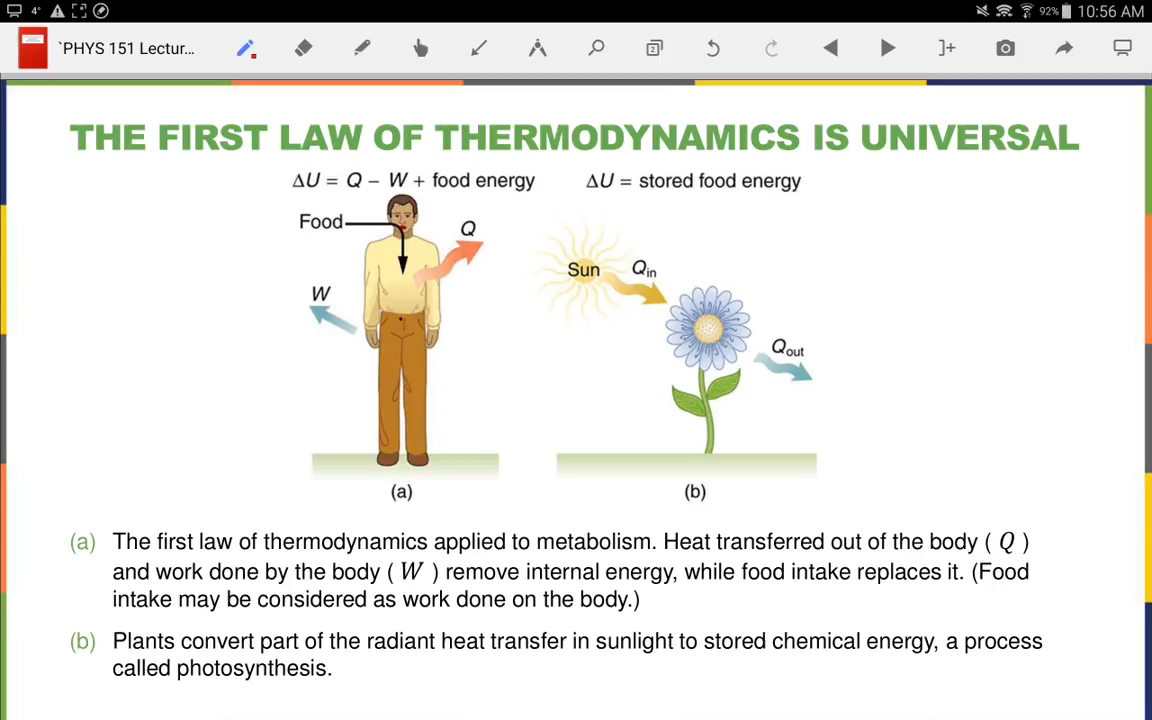 4° 92% 10:56 AM
`PHYS 151 Lectur... 2
THE FIRST LAW OF THERMODYNAMICS IS UNIVERSAL
ΔU = Q – W + food energy ΔU = stored food energy
Food
Q
Sun
Q_in
W
Q_out
(a) (b)
(a) The first law of thermodynamics applied to metabolism. Heat transferred out of the body ( Q )
and work done by the body ( W ) remove internal energy, while food intake replaces it. (Food
intake may be considered as work done on the body.)
(b) Plants convert part of the radiant heat transfer in sunlight to stored chemical energy, a process
called photosynthesis.